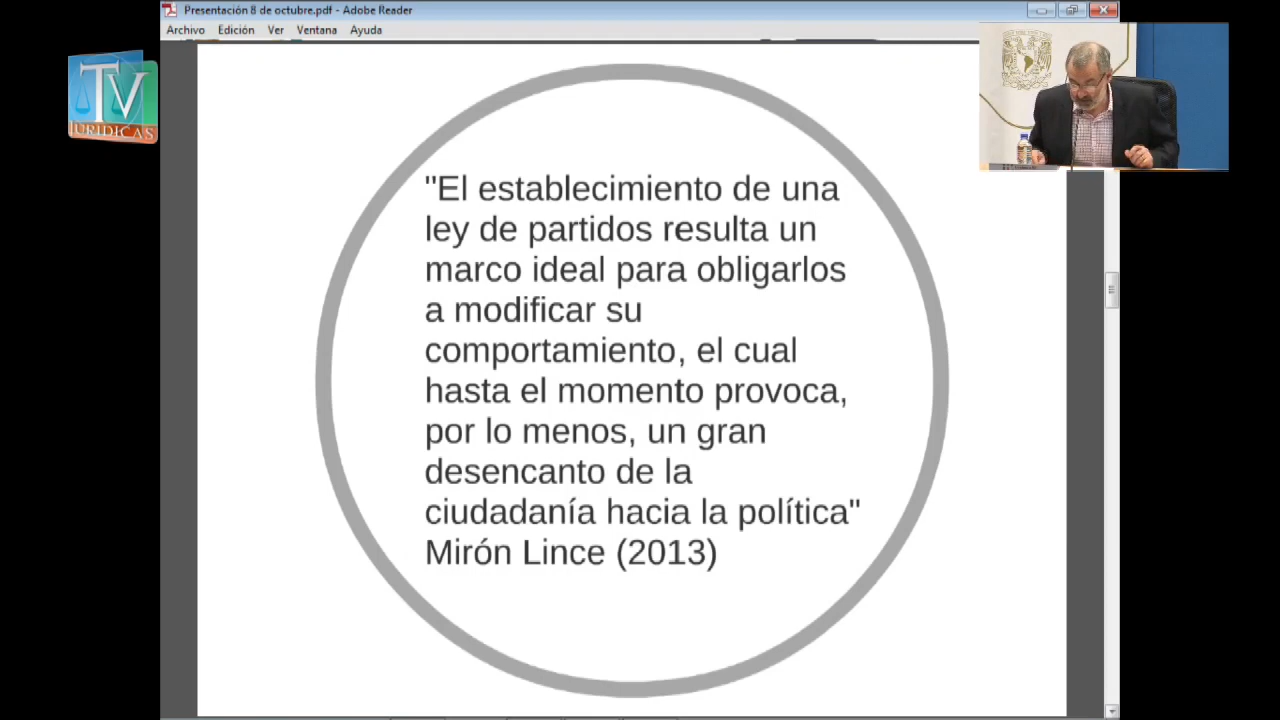 Presentación 8 de octubre.pdf - Adobe Reader
Archivo Edición Ver Ventana Ayuda
TV
JURIDICAS
"El establecimiento de una
ley de partidos resulta un
marco ideal para obligarlos
a modificar su
comportamiento, el cual
hasta el momento provoca,
por lo menos, un gran
desencanto de la
ciudadanía hacia la política"
Mirón Lince (2013)